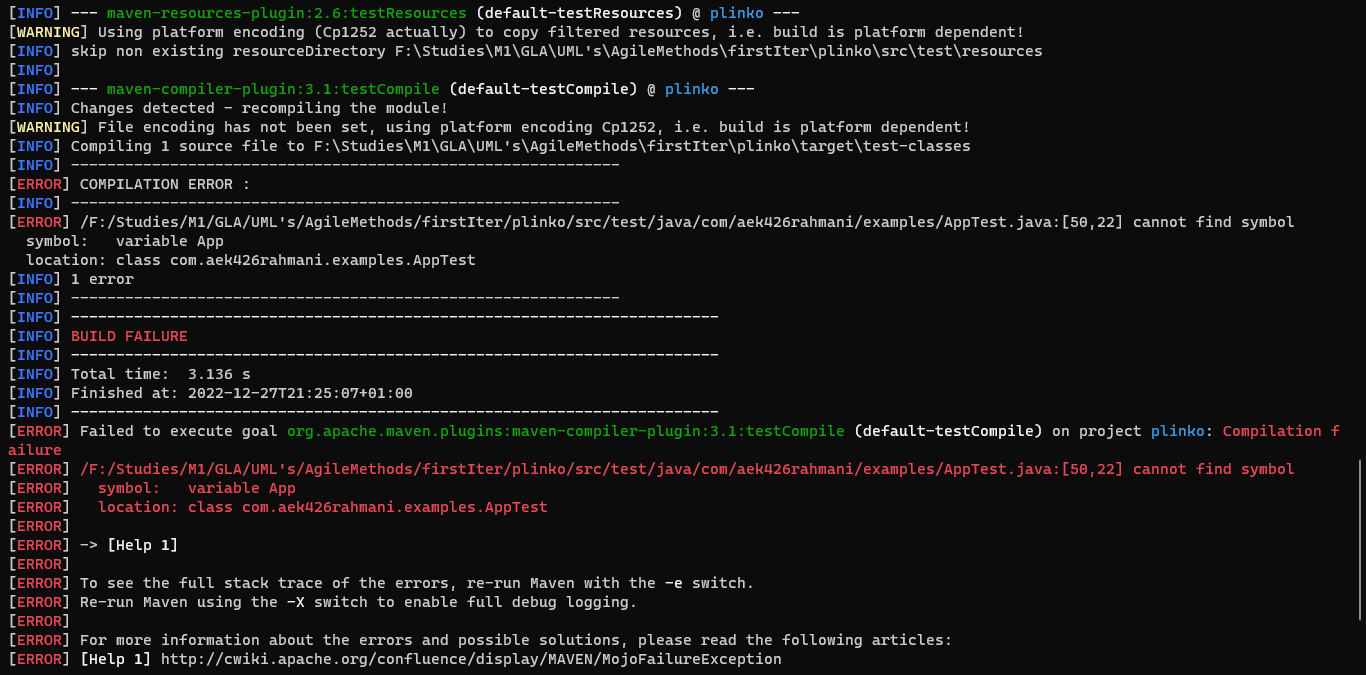 [INFO] --- maven-resources-plugin:2.6:testResources (default-testResources) @ plinko ---
[WARNING] Using platform encoding (Cp1252 actually) to copy filtered resources, i.e. build is platform dependent!
[INFO] skip non existing resourceDirectory F:\Studies\M1\GLA\UML's\AgileMethods\firstIter\plinko\src\test\resources
[INFO]
[INFO] --- maven-compiler-plugin:3.1:testCompile (default-testCompile) @ plinko ---
[INFO] Changes detected - recompiling the module!
[WARNING] File encoding has not been set, using platform encoding Cp1252, i.e. build is platform dependent!
[INFO] Compiling 1 source file to F:\Studies\M1\GLA\UML's\AgileMethods\firstIter\plinko\target\test-classes
[INFO] -------------------------------------------------------------
[ERROR] COMPILATION ERROR :
[INFO] -------------------------------------------------------------
[ERROR] /F:/Studies/M1/GLA/UML's/AgileMethods/firstIter/plinko/src/test/java/com/aek426rahmani/examples/AppTest.java:[50,22] cannot find symbol
  symbol:   variable App
  location: class com.aek426rahmani.examples.AppTest
[INFO] 1 error
[INFO] -------------------------------------------------------------
[INFO] ------------------------------------------------------------------------
[INFO] BUILD FAILURE
[INFO] ------------------------------------------------------------------------
[INFO] Total time:  3.136 s
[INFO] Finished at: 2022-12-27T21:25:07+01:00
[INFO] ------------------------------------------------------------------------
[ERROR] Failed to execute goal org.apache.maven.plugins:maven-compiler-plugin:3.1:testCompile (default-testCompile) on project plinko: Compilation f
ailure
[ERROR] /F:/Studies/M1/GLA/UML's/AgileMethods/firstIter/plinko/src/test/java/com/aek426rahmani/examples/AppTest.java:[50,22] cannot find symbol
[ERROR]   symbol:   variable App
[ERROR]   location: class com.aek426rahmani.examples.AppTest
[ERROR]
[ERROR] -> [Help 1]
[ERROR]
[ERROR] To see the full stack trace of the errors, re-run Maven with the -e switch.
[ERROR] Re-run Maven using the -X switch to enable full debug logging.
[ERROR]
[ERROR] For more information about the errors and possible solutions, please read the following articles:
[ERROR] [Help 1] http://cwiki.apache.org/confluence/display/MAVEN/MojoFailureException